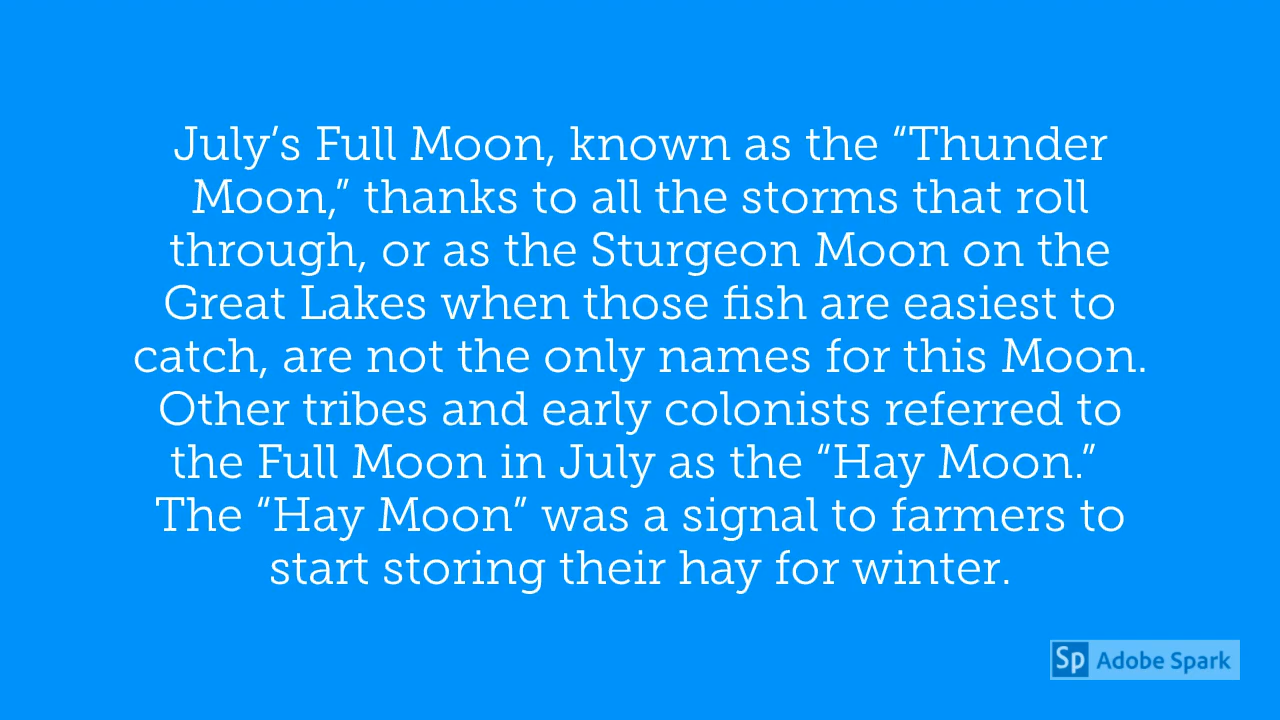 July’s Full Moon, known as the “Thunder
Moon,” thanks to all the storms that roll
through, or as the Sturgeon Moon on the
Great Lakes when those fish are easiest to
catch, are not the only names for this Moon.
Other tribes and early colonists referred to
the Full Moon in July as the “Hay Moon.”
The “Hay Moon” was a signal to farmers to
start storing their hay for winter.
Sp Adobe Spark